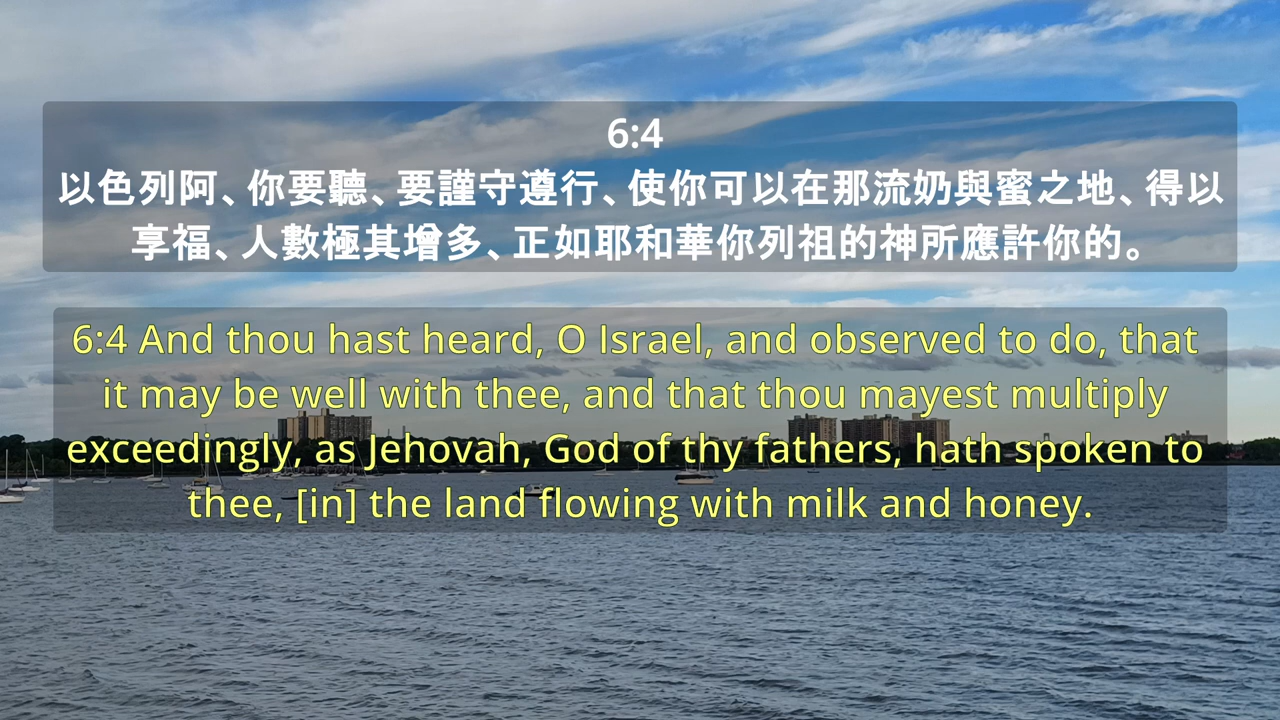 6:4
以色列阿、你要聽、要謹守遵行、使你可以在那流奶與蜜之地、得以
享福、人數極其增多、正如耶和華你列祖的神所應許你的。
6:4 And thou hast heard, O Israel, and observed to do, that
it may be well with thee, and that thou mayest multiply
exceedingly, as Jehovah, God of thy fathers, hath spoken to
thee, [in] the land flowing with milk and honey.